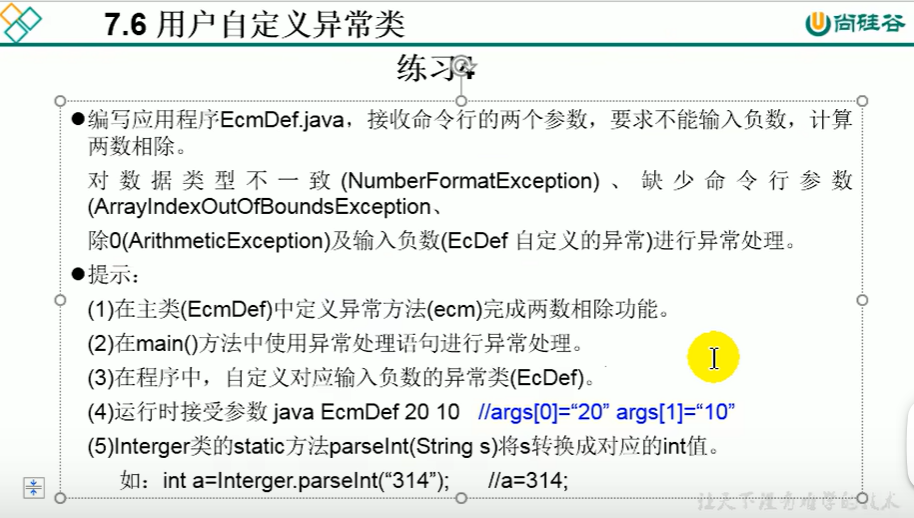 7.6 用户自定义异常类
尚硅谷
练习4
●编写应用程序EcmDef.java，接收命令行的两个参数，要求不能输入负数，计算
两数相除。
对数据类型不一致(NumberFormatException)、缺少命令行参数
(ArrayIndexOutOfBoundsException、
除0(ArithmeticException)及输入负数(EcDef 自定义的异常)进行异常处理。
●提示：
(1)在主类(EcmDef)中定义异常方法(ecm)完成两数相除功能。
(2)在main()方法中使用异常处理语句进行异常处理。
(3)在程序中，自定义对应输入负数的异常类(EcDef)。
(4)运行时接受参数 java EcmDef 20 10 //args[0]=“20” args[1]=“10”
(5)Interger类的static方法parseInt(String s)将s转换成对应的int值。
如：int a=Interger.parseInt(“314”); //a=314;
让天下没有难学的技术